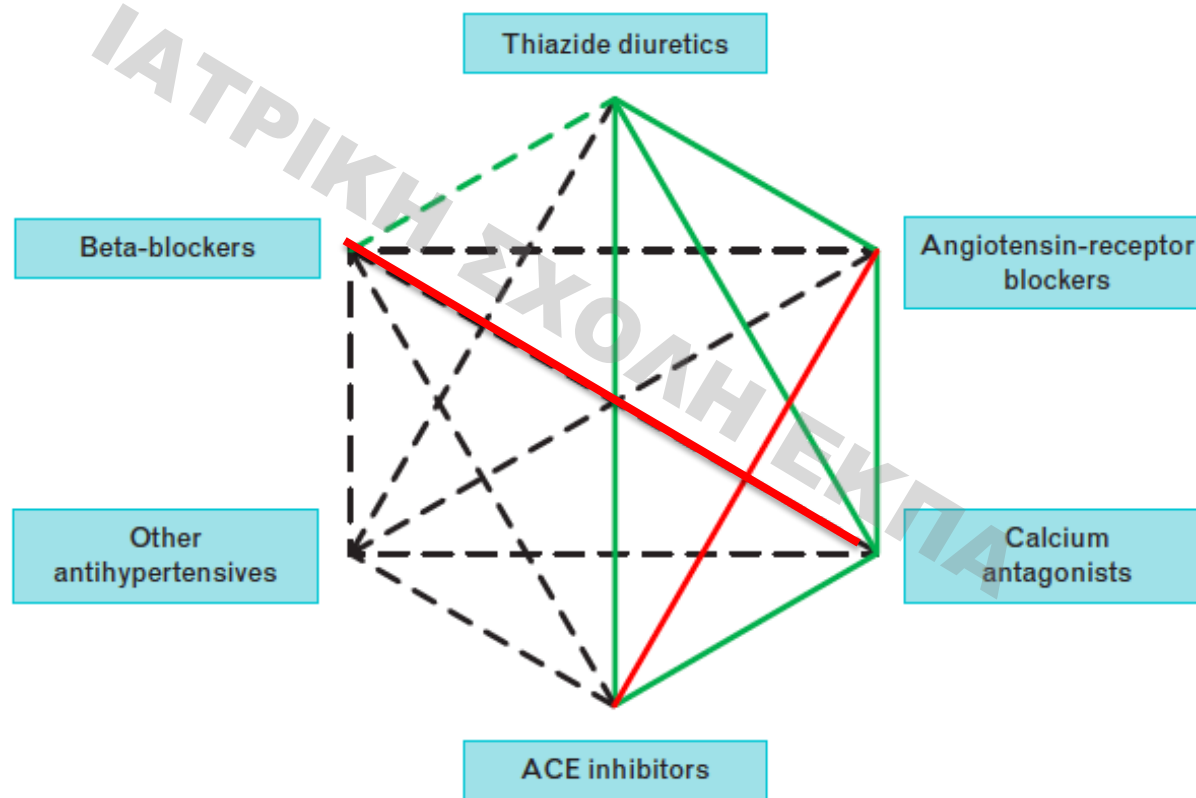 Thiazide diuretics
Beta-blockers
Angiotensin-receptor
blockers
ΙΑΤΡΙΚΗ ΣΧΟΛΗ ΕΚΠΑ
Other
antihypertensives
Calcium
antagonists
ACE inhibitors